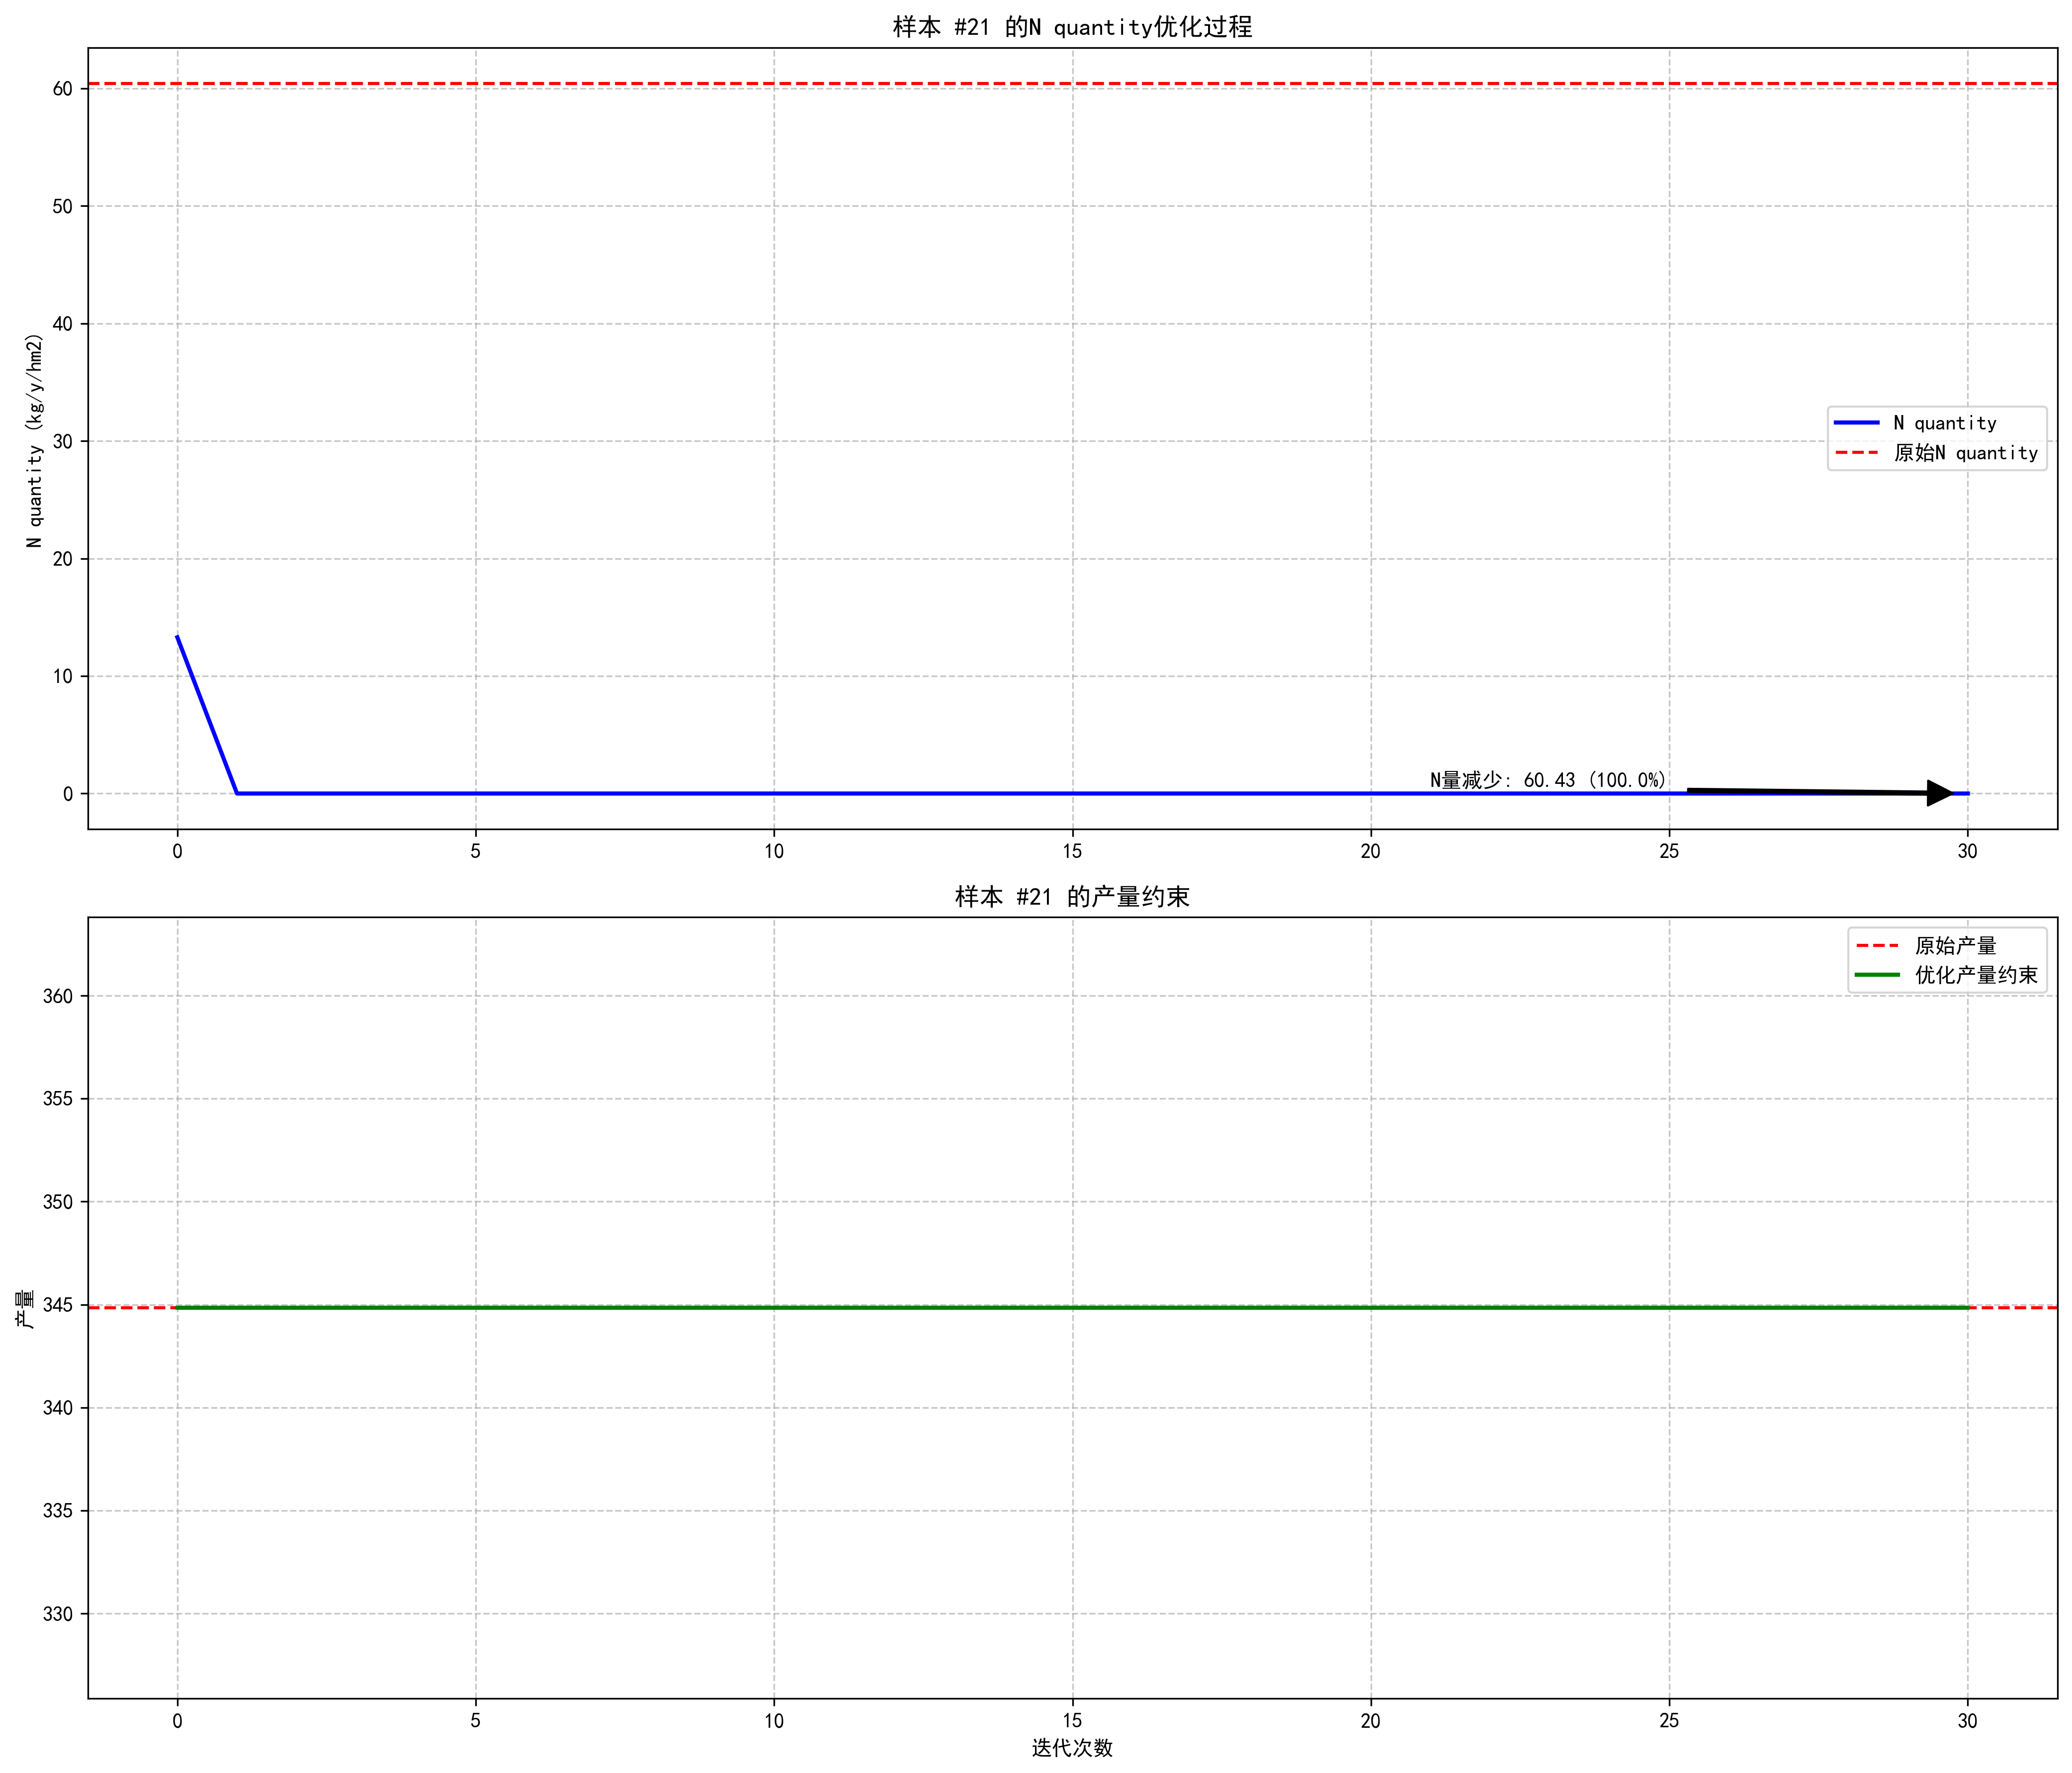 样本 #21 的N quantity优化过程
60
50
40
30
20
10
0
N quantity (kg/y/hm2)
N quantity
原始N quantity
N量减少: 60.43 (100.0%)
0 5 10 15 20 25 30
样本 #21 的产量约束
原始产量
优化产量约束
360
355
350
345
340
335
330
产量
0 5 10 15 20 25 30
迭代次数